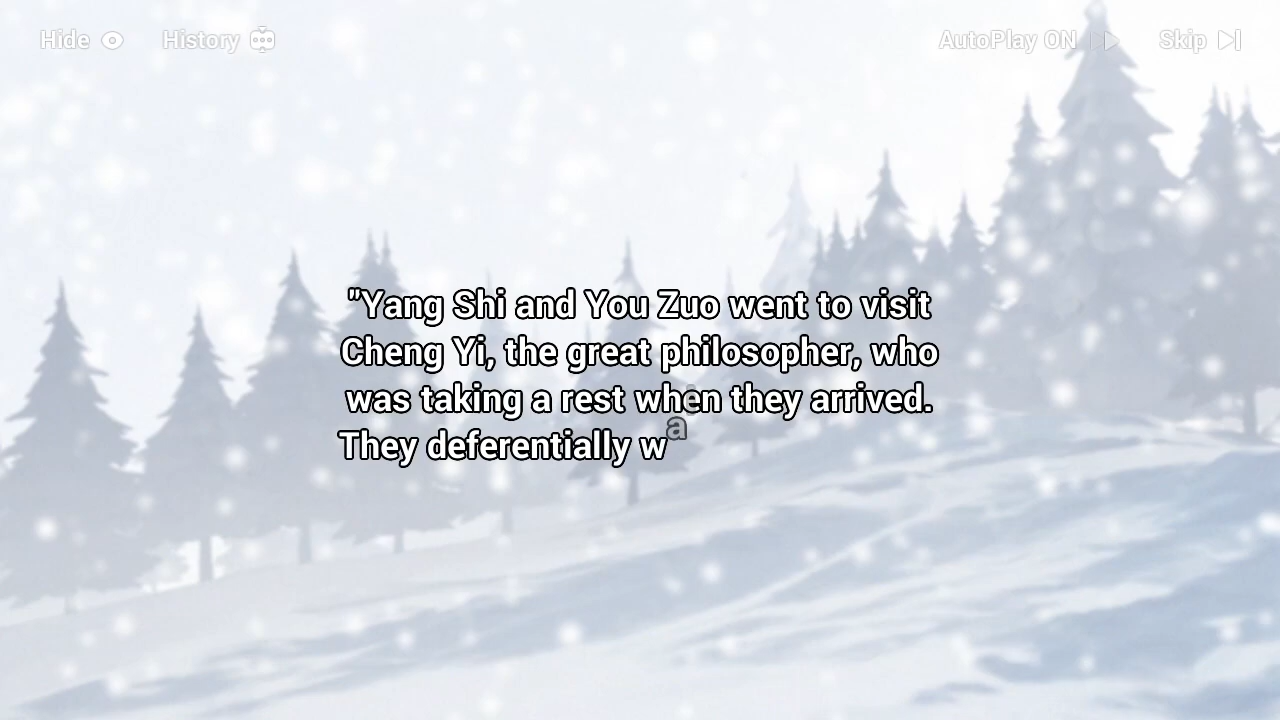 Hide
History
AutoPlay ON
Skip
"Yang Shi and You Zuo went to visit
Cheng Yi, the great philosopher, who
was taking a rest when they arrived.
They deferentially wa